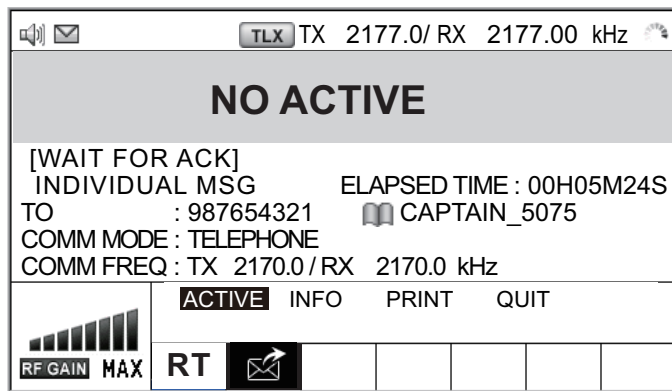 TLX TX 2177.0/ RX 2177.00 kHz
NO ACTIVE
[WAIT FOR ACK]
INDIVIDUAL MSG ELAPSED TIME : 00H05M24S
TO : 987654321 CAPTAIN_5075
COMM MODE : TELEPHONE
COMM FREQ : TX 2170.0 / RX 2170.0 kHz
ACTIVE INFO PRINT QUIT
RF GAIN MAX
RT